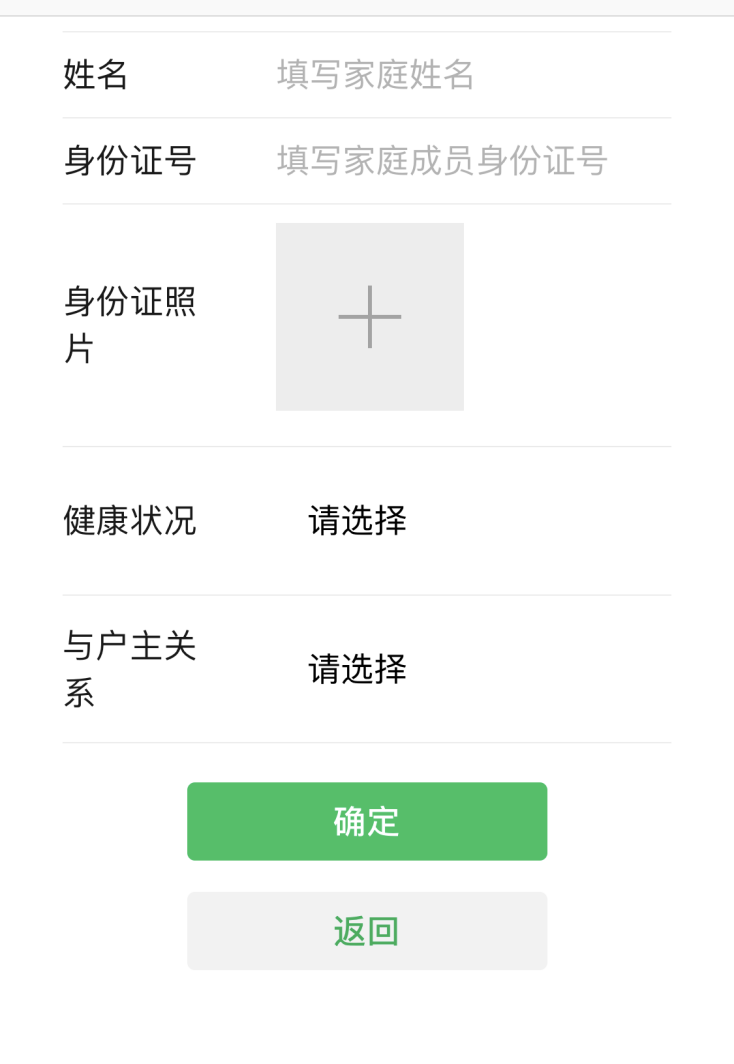 姓名 填写家庭姓名
身份证号 填写家庭成员身份证号
身份证照
片
健康状况 请选择
与户主关
系
请选择
确定
返回